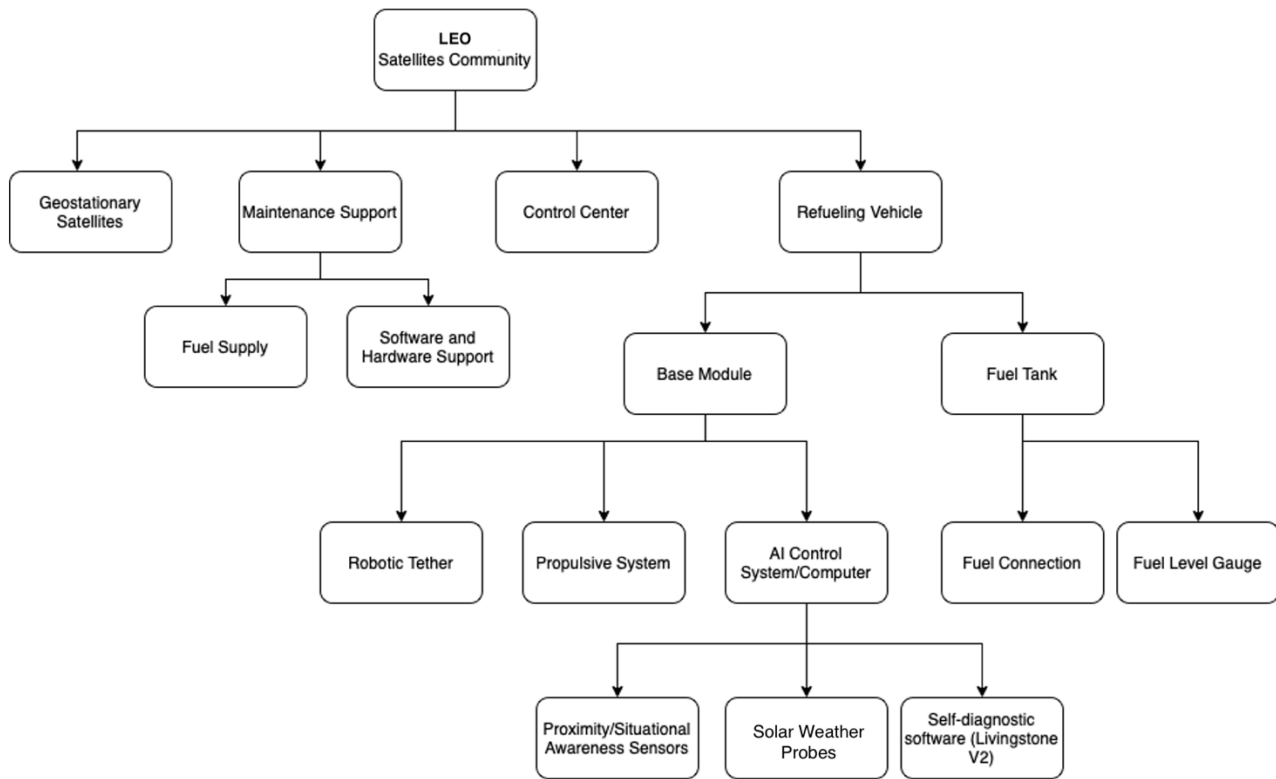 LEO
Satellites Community
Geostationary
Satellites
Maintenance Support
Control Center
Refueling Vehicle
Fuel Supply
Software and
Hardware Support
Base Module
Fuel Tank
Robotic Tether
Propulsive System
AI Control
System/Computer
Fuel Connection
Fuel Level Gauge
Proximity/Situational
Awareness Sensors
Solar Weather
Probes
Self-diagnostic
software (Livingstone
V2)